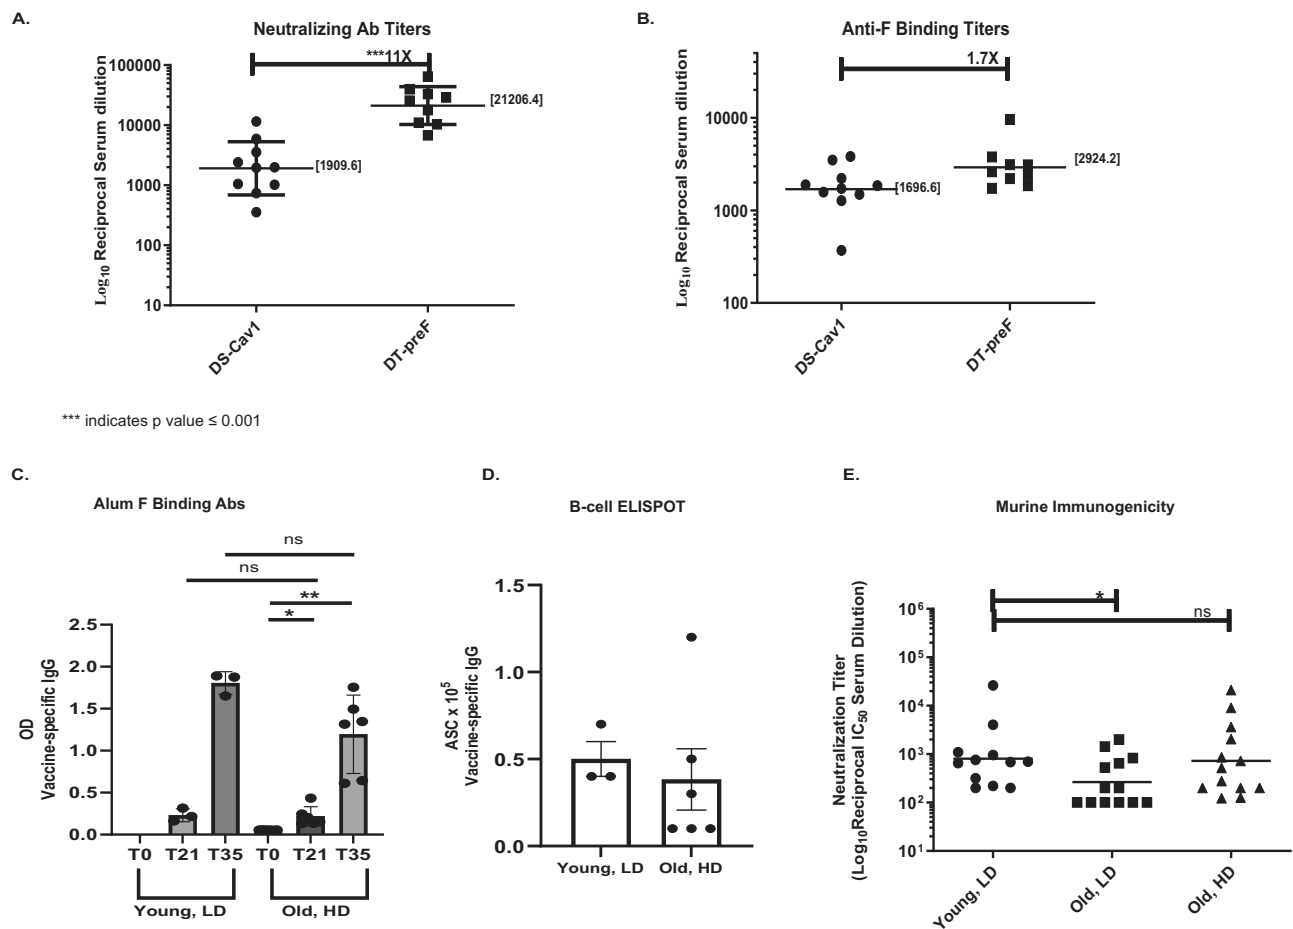 A.
Neutralizing Ab Titers
Log10 Reciprocal Serum dilution
***11X
100000
10000
1000
100
10
[21206.4]
[1909.6]
DS-Cav1
DT-preF
B.
Anti-F Binding Titers
Log10 Reciprocal Serum dilution
1.7X
10000
1000
100
[2924.2]
[1696.6]
DS-Cav1
DT-preF
*** indicates p value ≤ 0.001
C.
Alum F Binding Abs
OD
Vaccine-specific IgG
ns
ns
**
*
2.5
2.0
1.5
1.0
0.5
0.0
T0 T21 T35 T0 T21 T35
Young, LD Old, HD
D.
B-cell ELISPOT
ASC x 10^5
Vaccine-specific IgG
1.5
1.0
0.5
0.0
Young, LD Old, HD
E.
Murine Immunogenicity
Neutralization Titer
(Log10Reciprocal IC50 Serum Dilution)
*
ns
10^6
10^5
10^4
10^3
10^2
10^1
Young, LD
Old, LD
Old, HD